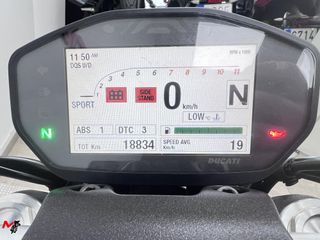 11:50 AM
DQS U/D
RPM x 1000
1 2 3 4 5 6 7 8 9 10 11
SPORT
SIDE
STAND
0 km/h
N
LOW °C
N
ABS 1
DTC 3
TOT Km 18834
SPEED AVG
Km/h 19
DUCATI